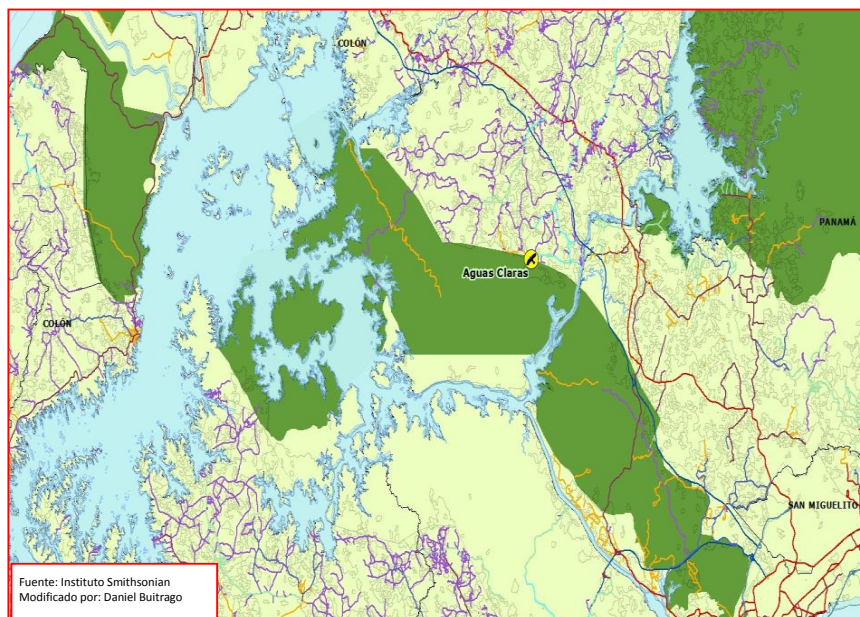 COLÓN
PANAMÁ
Aguas Claras
COLÓN
SAN MIGUELITO
Fuente: Instituto Smithsonian
Modificado por: Daniel Buitrago